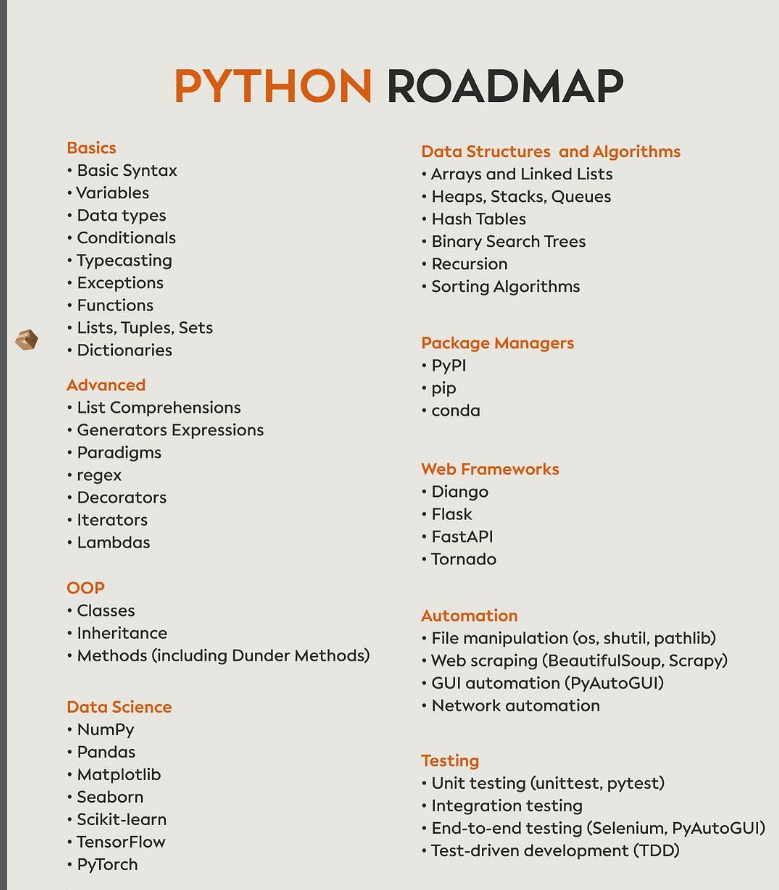 PYTHON ROADMAP
Basics
• Basic Syntax
• Variables
• Data types
• Conditionals
• Typecasting
• Exceptions
• Functions
• Lists, Tuples, Sets
• Dictionaries
Advanced
• List Comprehensions
• Generators Expressions
• Paradigms
• regex
• Decorators
• Iterators
• Lambdas
OOP
• Classes
• Inheritance
• Methods (including Dunder Methods)
Data Science
• NumPy
• Pandas
• Matplotlib
• Seaborn
• Scikit-learn
• TensorFlow
• PyTorch
Data Structures and Algorithms
• Arrays and Linked Lists
• Heaps, Stacks, Queues
• Hash Tables
• Binary Search Trees
• Recursion
• Sorting Algorithms
Package Managers
• PyPI
• pip
• conda
Web Frameworks
• Diango
• Flask
• FastAPI
• Tornado
Automation
• File manipulation (os, shutil, pathlib)
• Web scraping (BeautifulSoup, Scrapy)
• GUI automation (PyAutoGUI)
• Network automation
Testing
• Unit testing (unittest, pytest)
• Integration testing
• End-to-end testing (Selenium, PyAutoGUI)
• Test-driven development (TDD)